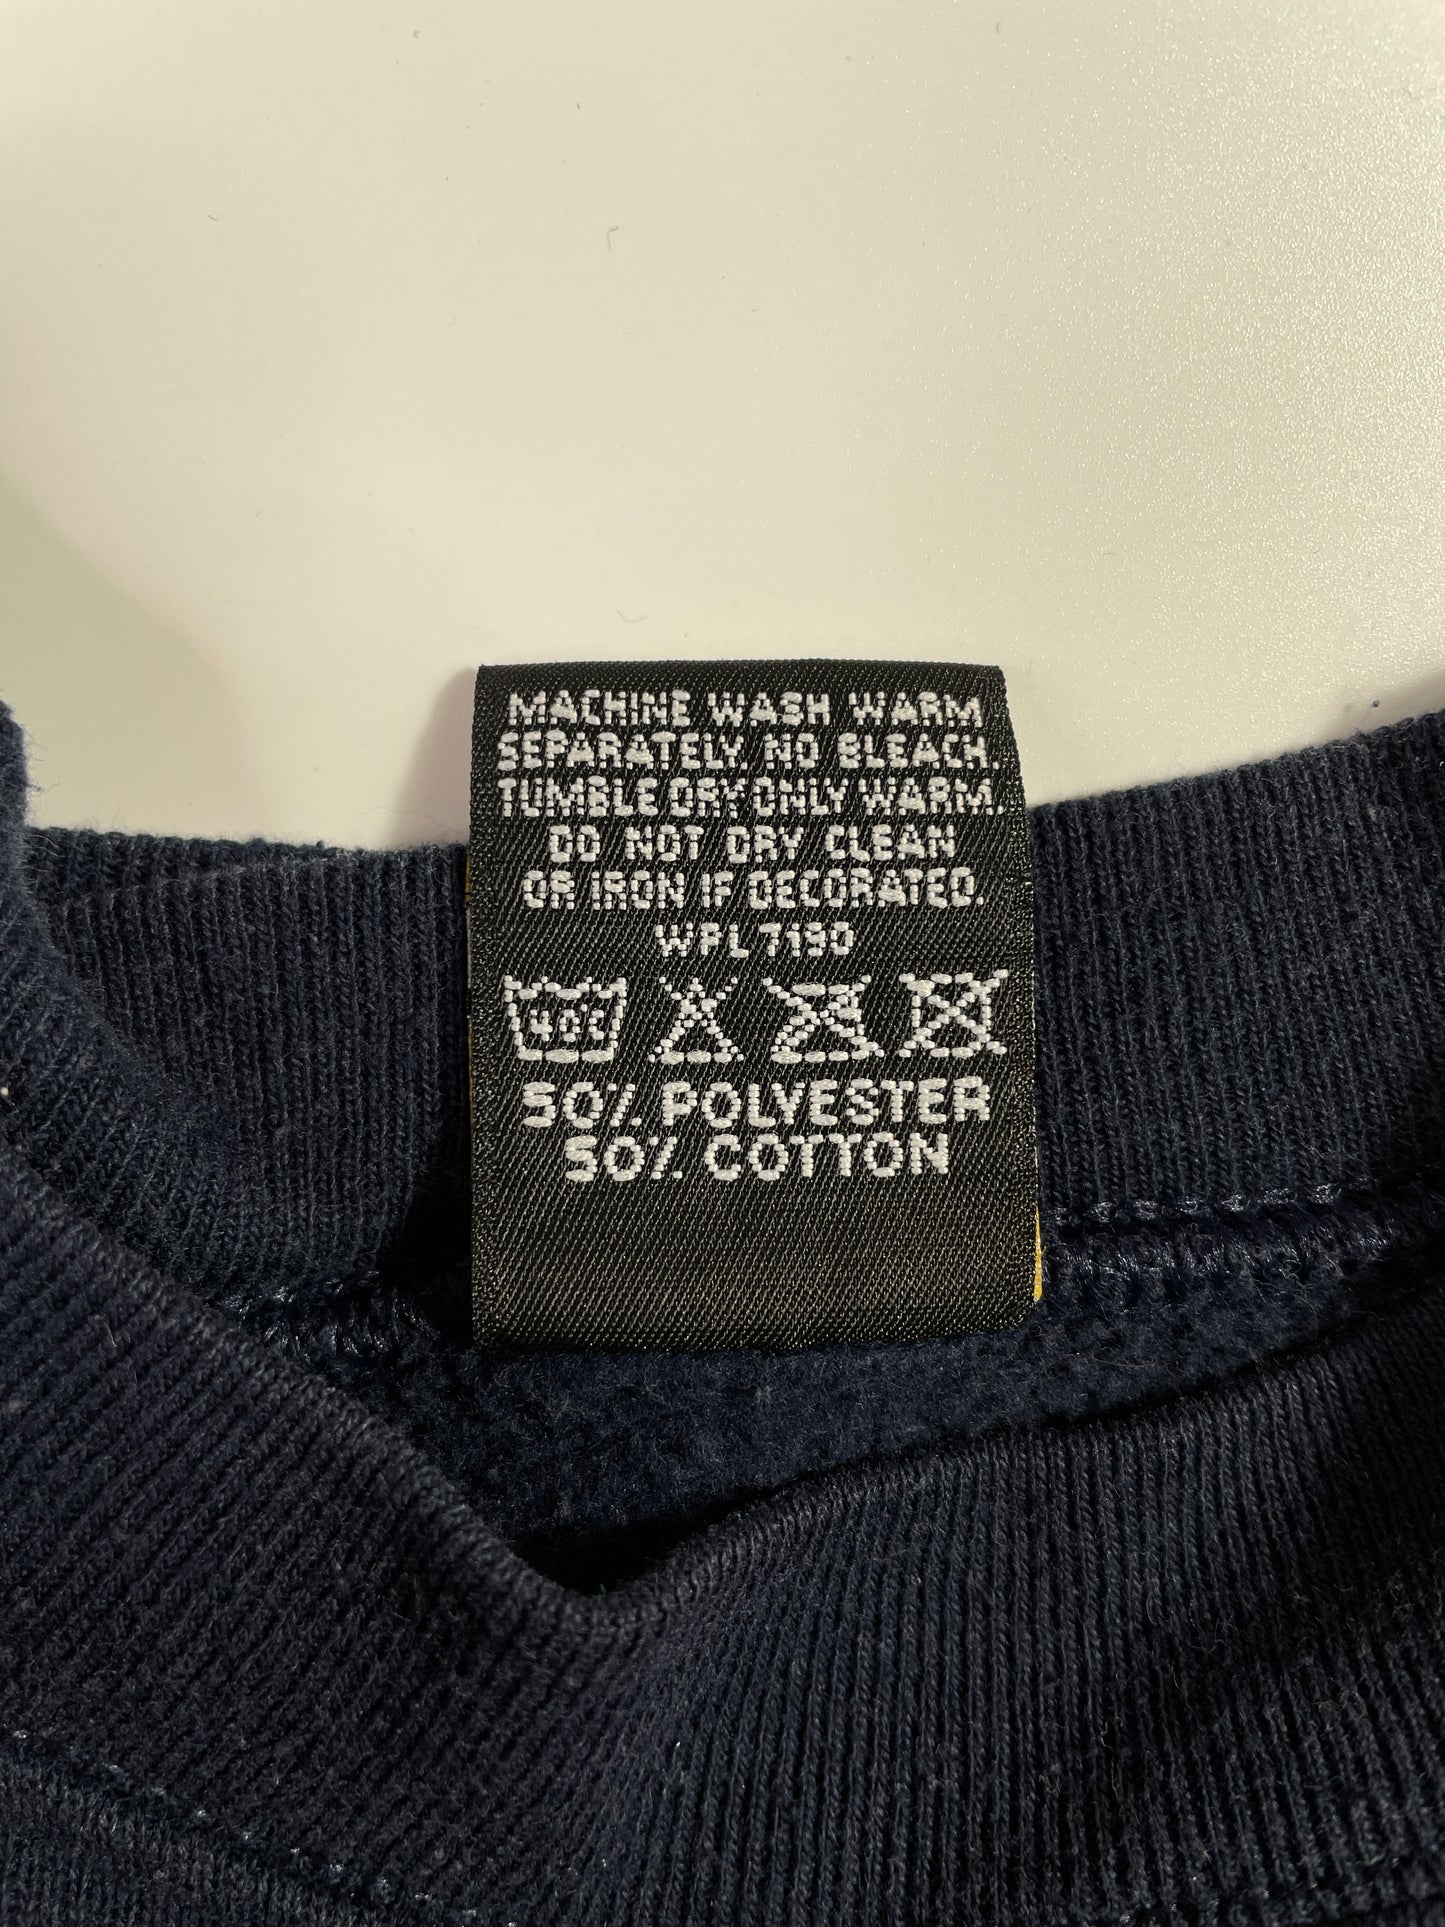 MACHINE WASH WARM
SEPARATELY NO BLEACH.
TUMBLE DRY ONLY WARM.
DO NOT DRY CLEAN
OR IRON IF DECORATED.
WPL 7190
40C
50% POLYESTER
50% COTTON